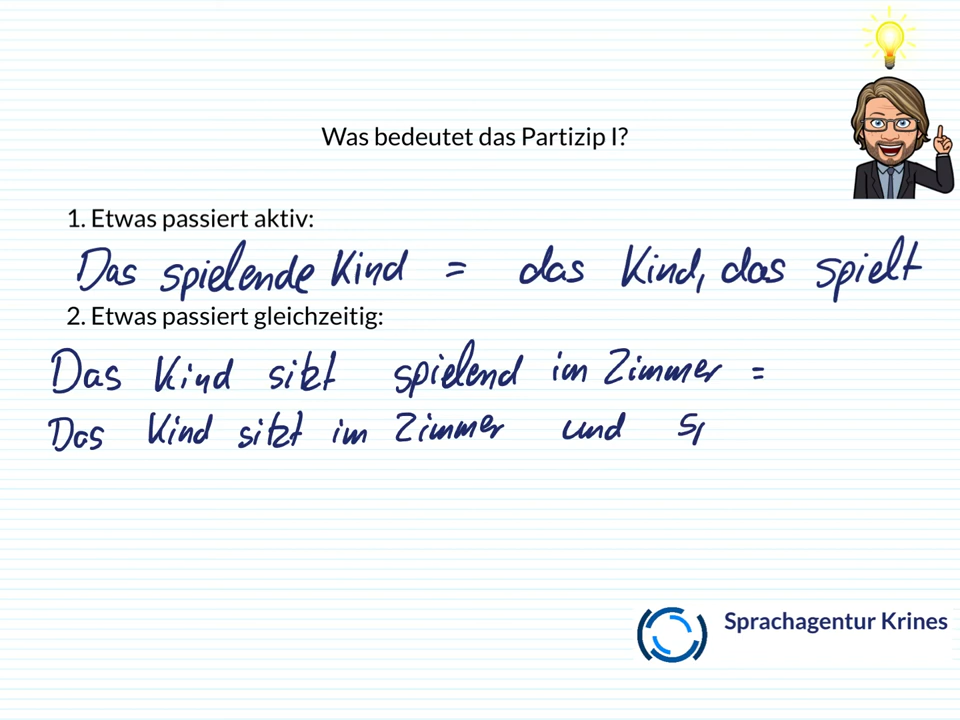 Was bedeutet das Partizip I?
1. Etwas passiert aktiv:
Das spielende Kind = das Kind, das spielt
2. Etwas passiert gleichzeitig:
Das Kind sitzt spielend im Zimmer =
Das Kind sitzt im Zimmer und
Sprachagentur Krines